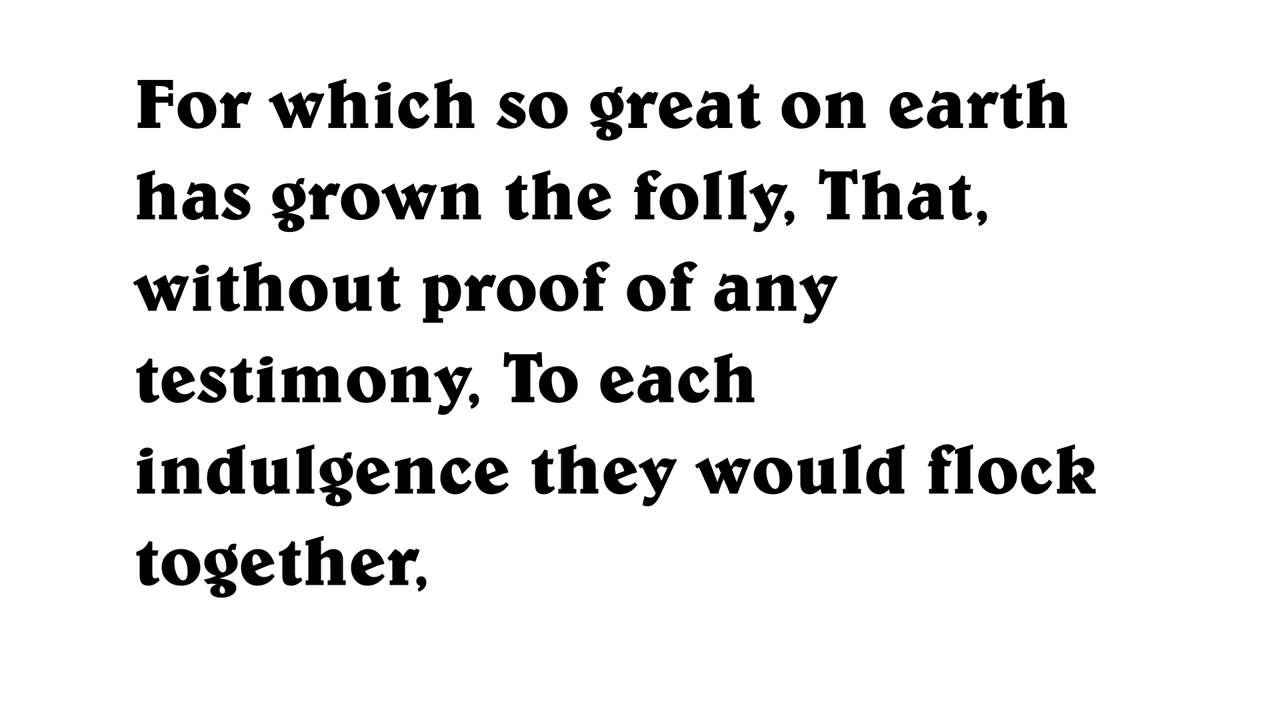 For which so great on earth
has grown the folly, That,
without proof of any
testimony, To each
indulgence they would flock
together,